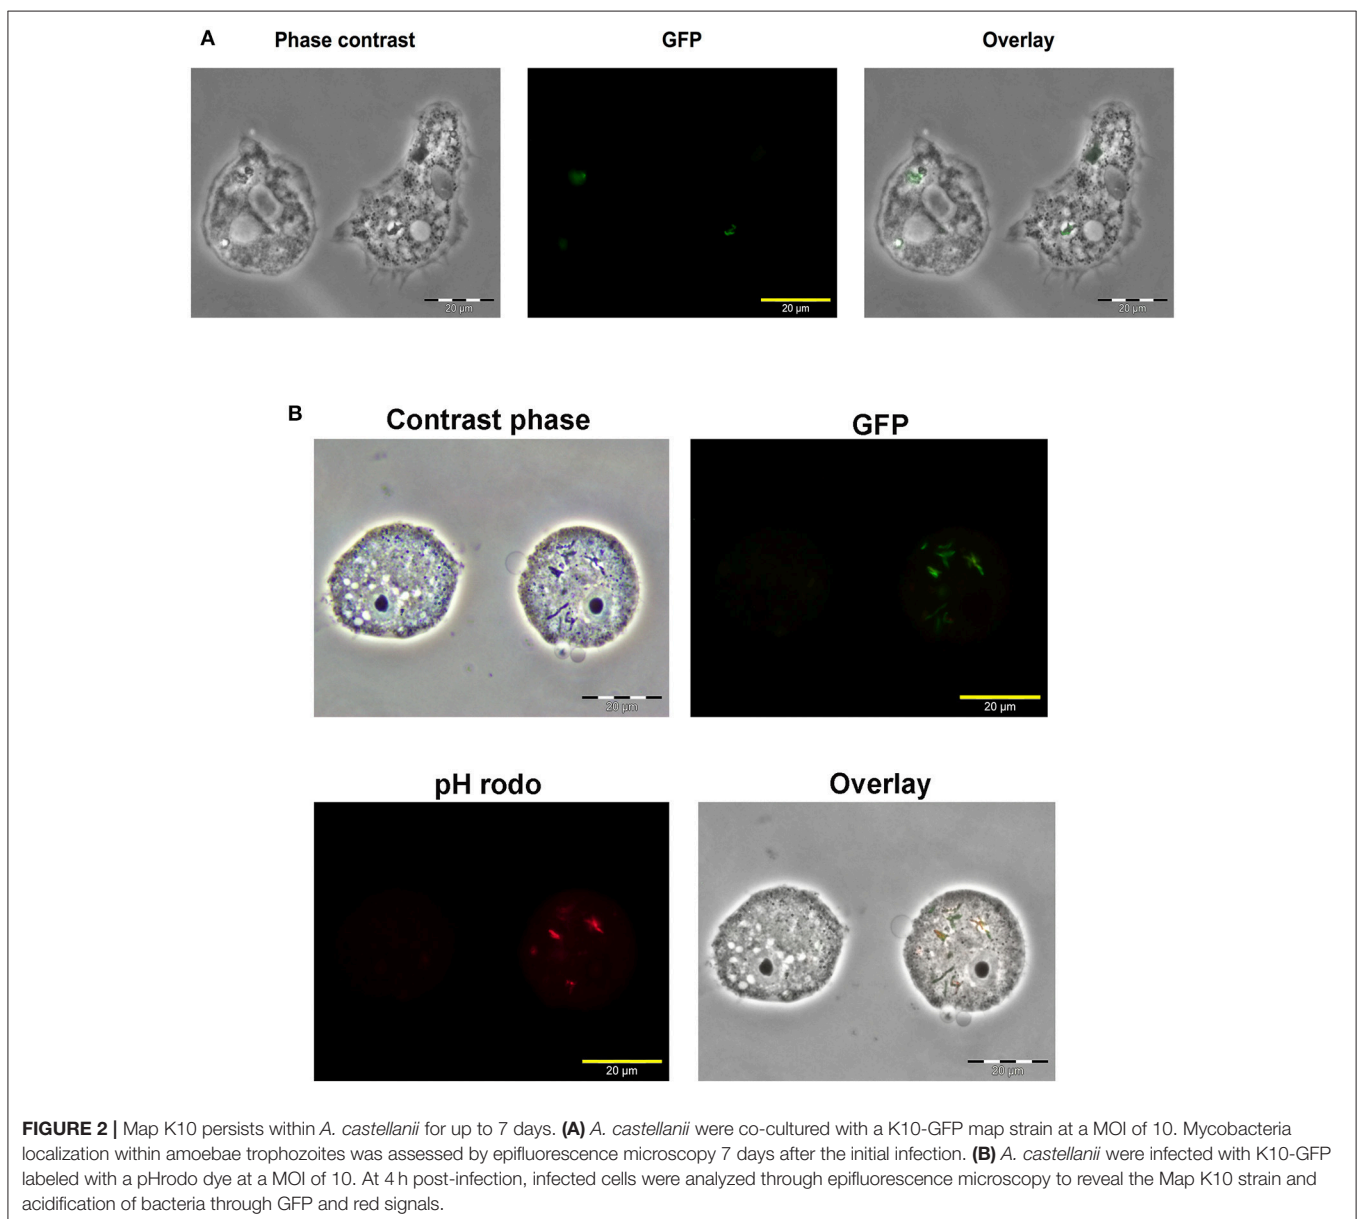 A
Phase contrast
GFP
Overlay
20 µm
20 µm
20 µm
B
Contrast phase
GFP
20 µm
20 µm
pH rodo
Overlay
20 µm
20 µm
FIGURE 2 | Map K10 persists within A. castellanii for up to 7 days. (A) A. castellanii were co-cultured with a K10-GFP map strain at a MOI of 10. Mycobacteria
localization within amoebae trophozoites was assessed by epifluorescence microscopy 7 days after the initial infection. (B) A. castellanii were infected with K10-GFP
labeled with a pHrodo dye at a MOI of 10. At 4 h post-infection, infected cells were analyzed through epifluorescence microscopy to reveal the Map K10 strain and
acidification of bacteria through GFP and red signals.